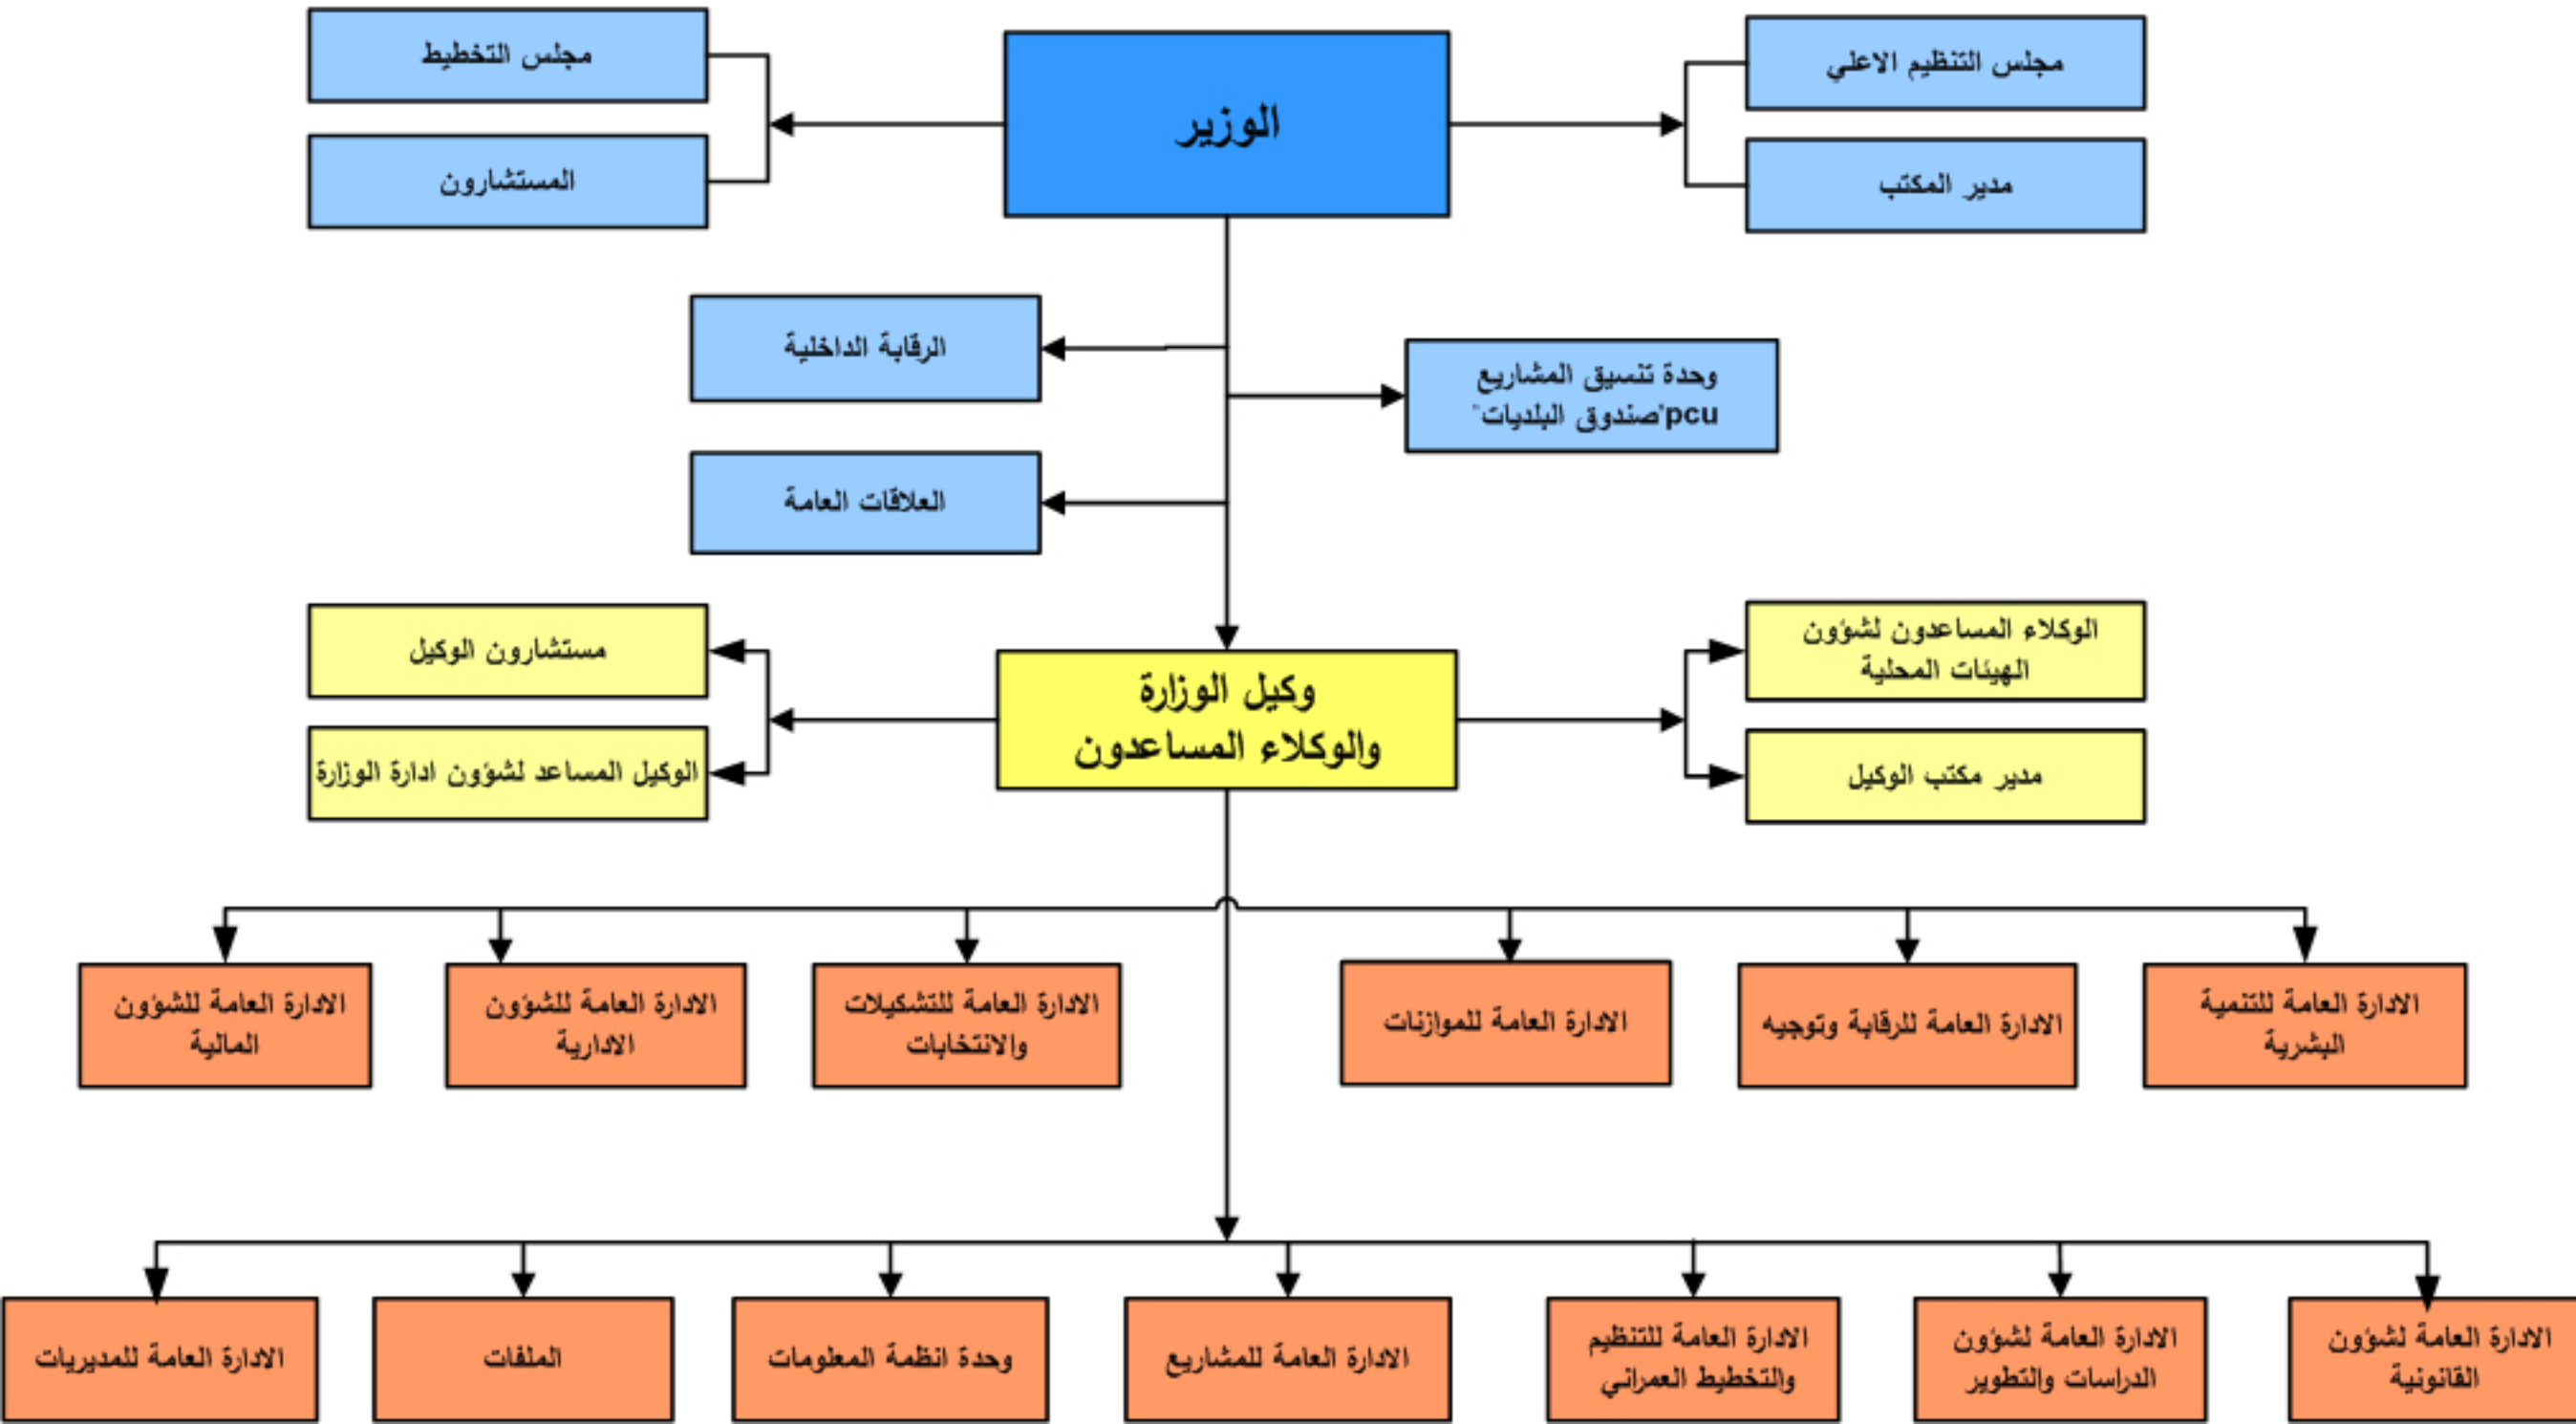 مجلس التنظيم الاعلي
الوزير
مجلس التخطيط
مدير المكتب
المستشارون
الرقابة الداخلية
وحدة تنسيق المشاريع
pcu"صندوق البلديات"
العلاقات العامة
الوكلاء المساعدون لشؤون
الهيئات المحلية
وكيل الوزارة
والوكلاء المساعدون
مستشارون الوكيل
مدير مكتب الوكيل
الوكيل المساعد لشؤون ادارة الوزارة
الادارة العامة للتنمية
البشرية
الادارة العامة للرقابة وتوجيه
الادارة العامة للموازنات
الادارة العامة للتشكيلات
والانتخابات
الادارة العامة للشؤون
الادارية
الادارة العامة للشؤون
المالية
الادارة العامة لشؤون
القانونية
الادارة العامة لشؤون
الدراسات والتطوير
الادارة العامة للتنظيم
والتخطيط العمراني
الادارة العامة للمشاريع
وحدة انظمة المعلومات
الملفات
الادارة العامة للمديريات